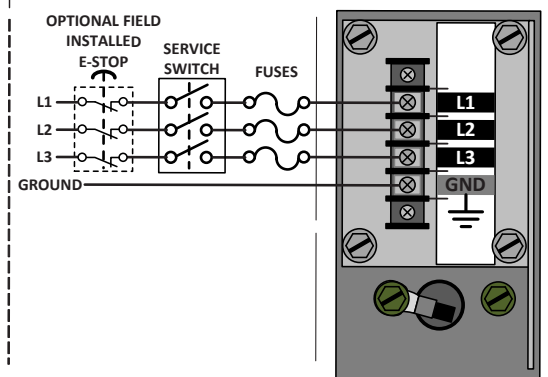 OPTIONAL FIELD
INSTALLED
E-STOP
SERVICE
SWITCH
FUSES
L1
L2
L3
GROUND
L1
L2
L3
GND